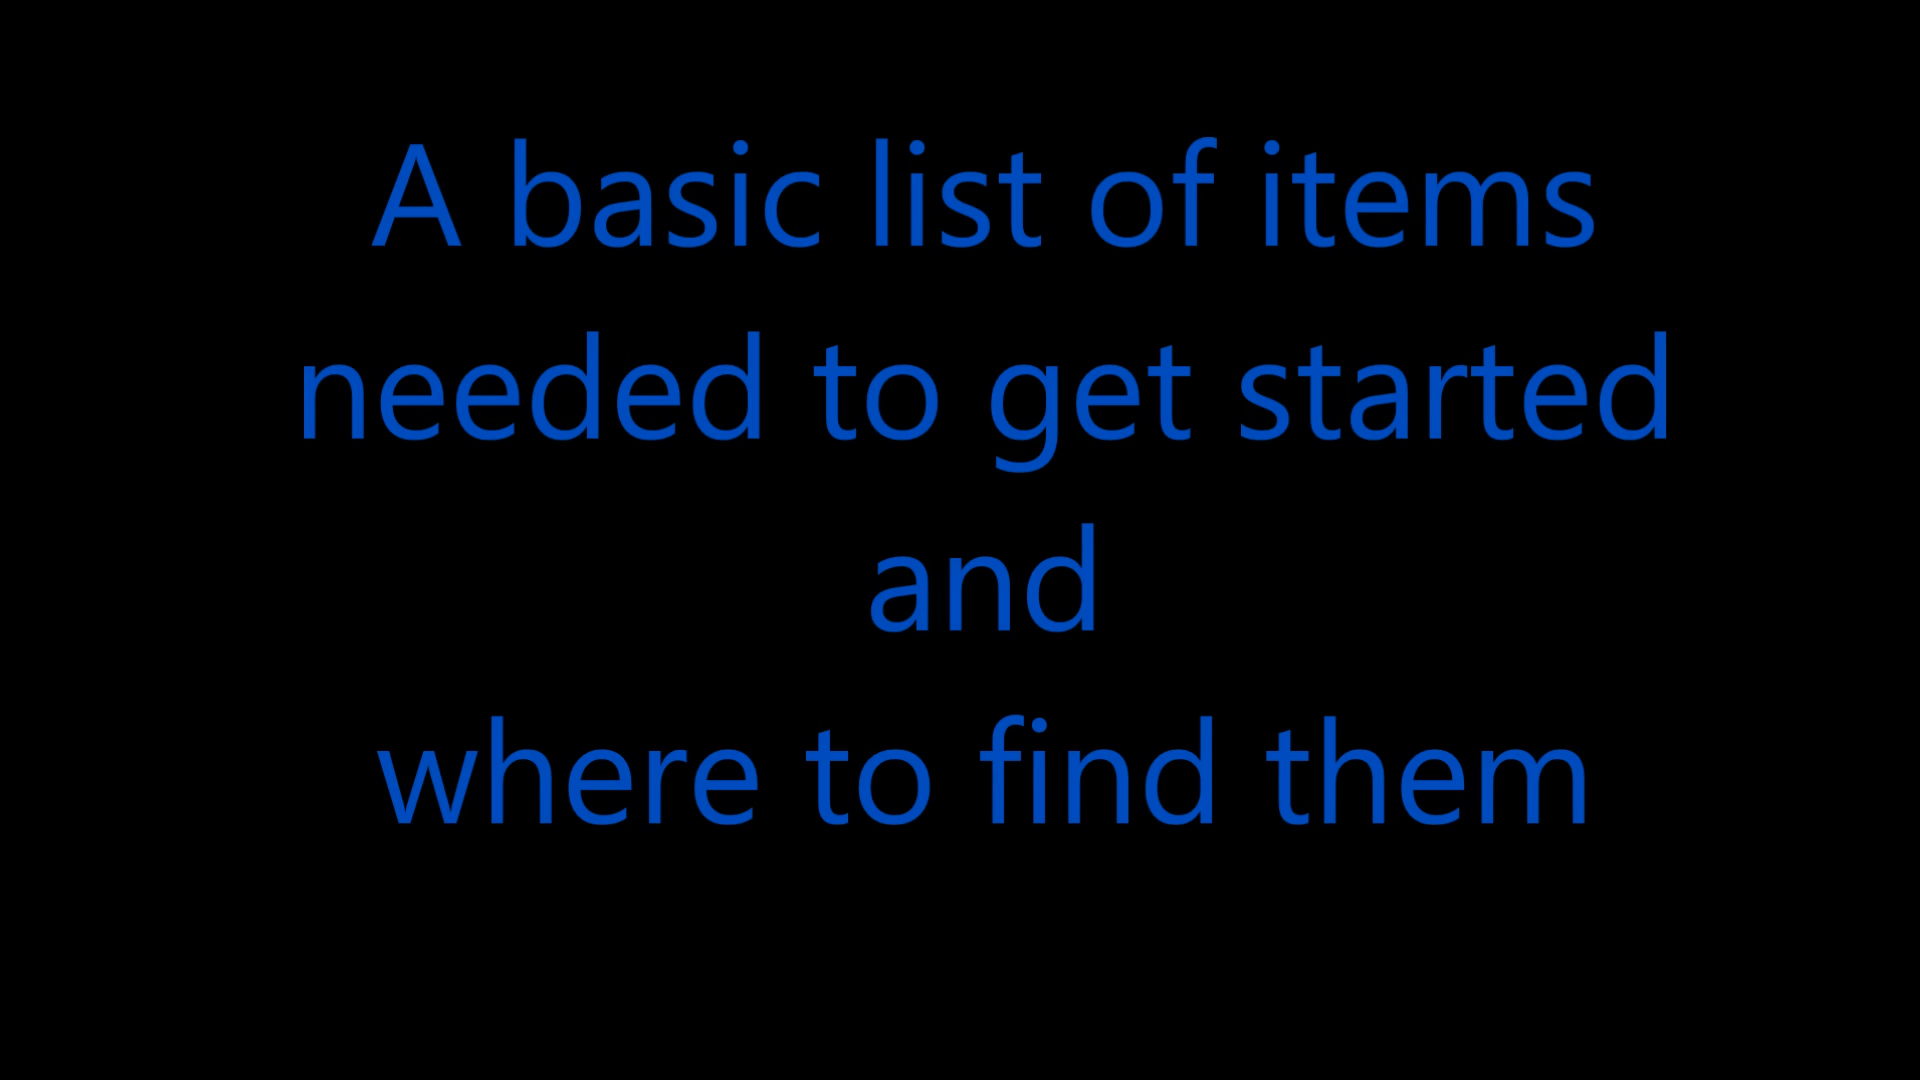 A basic list of items
needed to get started
and
where to find them